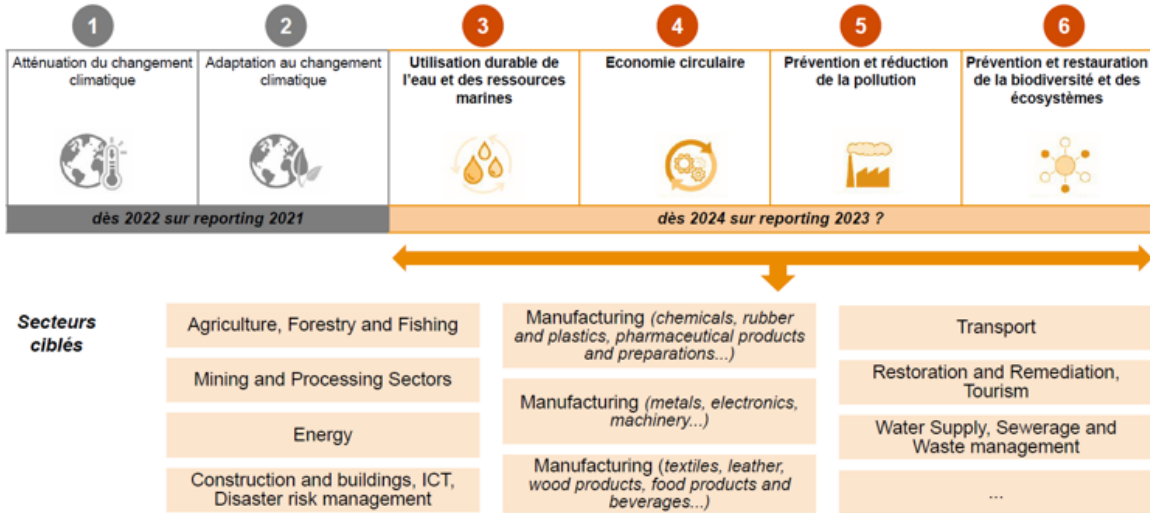 1
2
3
4
5
6
Atténuation du changement
climatique
Adaptation au changement
climatique
Utilisation durable de
l'eau et des ressources
marines
Economie circulaire
Prévention et réduction
de la pollution
Prévention et restauration
de la biodiversité et des
écosystèmes
dès 2022 sur reporting 2021
dès 2024 sur reporting 2023 ?
Secteurs
ciblés
Agriculture, Forestry and Fishing
Mining and Processing Sectors
Energy
Construction and buildings, ICT,
Disaster risk management
Manufacturing (chemicals, rubber
and plastics, pharmaceutical products
and preparations...)
Manufacturing (metals, electronics,
machinery...)
Manufacturing (textiles, leather,
wood products, food products and
beverages...)
Transport
Restoration and Remediation,
Tourism
Water Supply, Sewerage and
Waste management
...